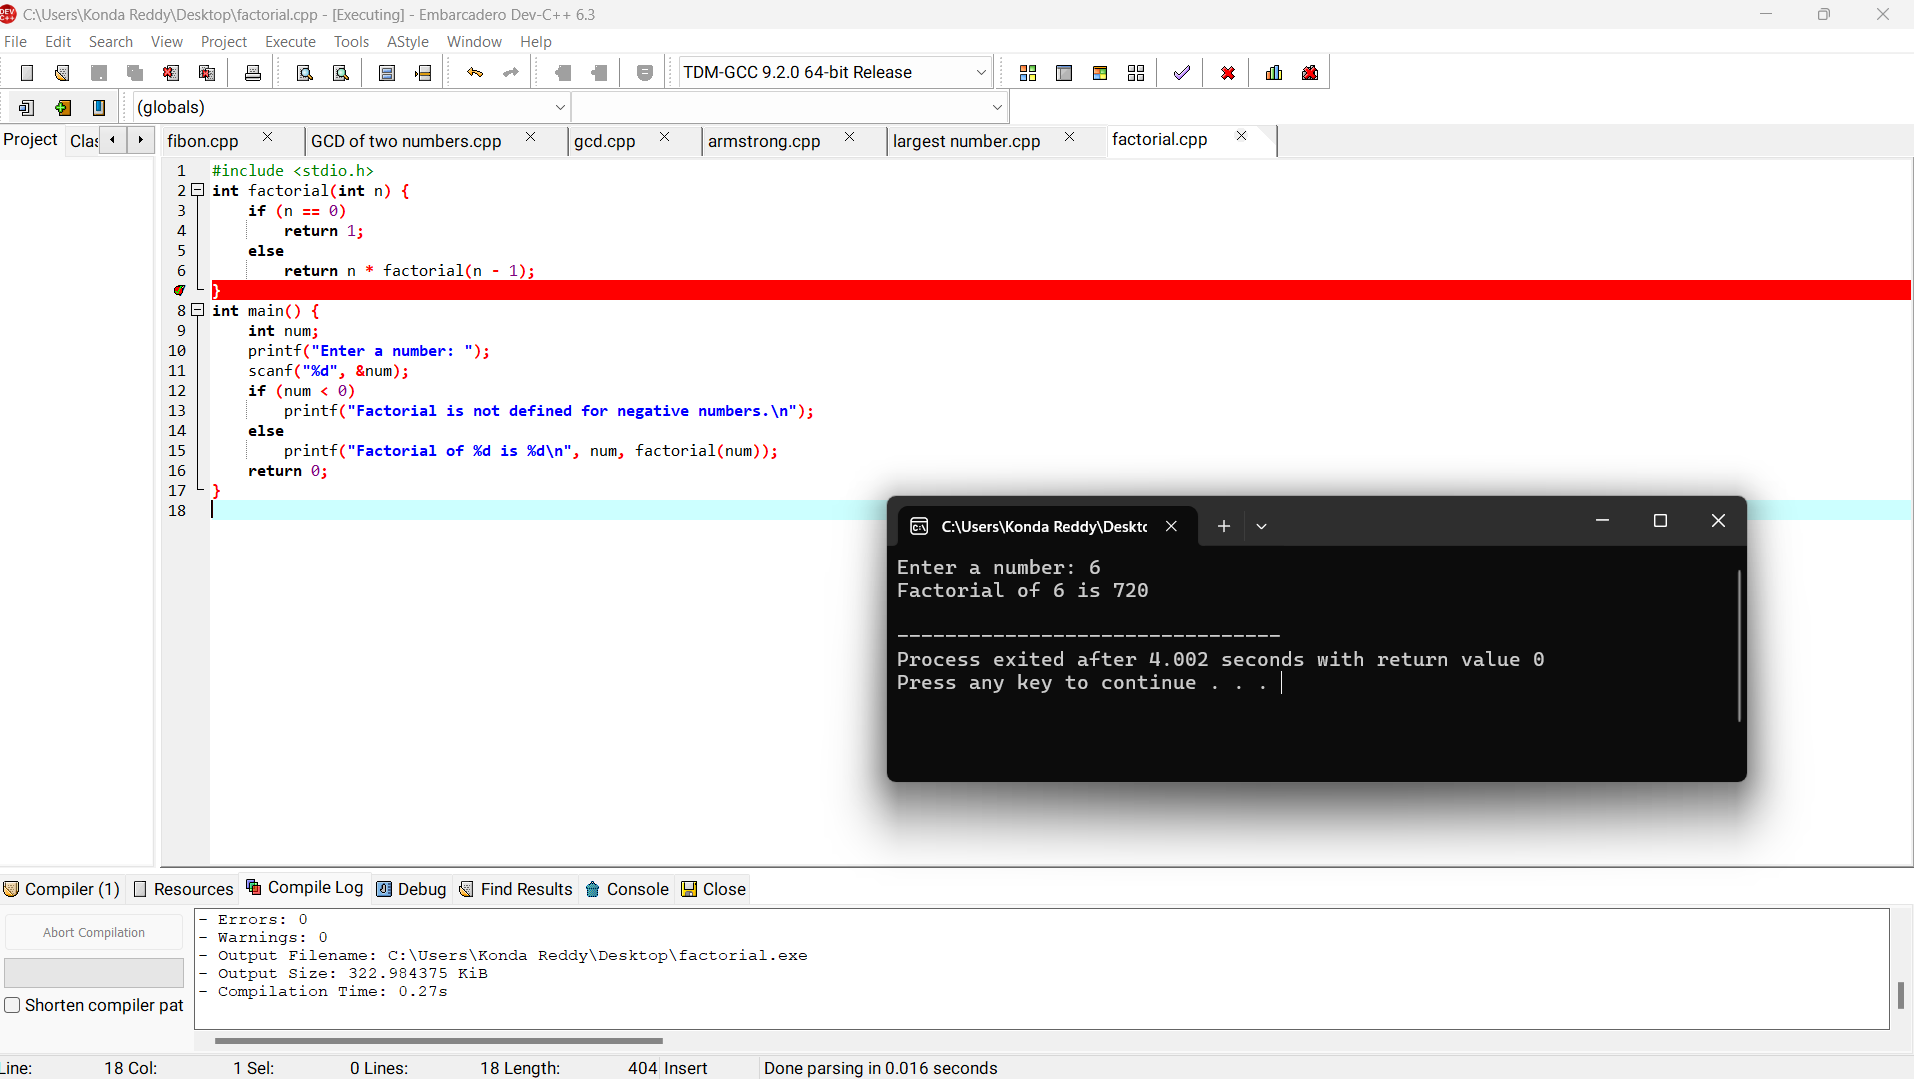 C:\Users\Konda Reddy\Desktop\factorial.cpp - [Executing] - Embarcadero Dev-C++ 6.3
File Edit Search View Project Execute Tools AStyle Window Help
TDM-GCC 9.2.0 64-bit Release
(globals)
Project Clas fibon.cpp GCD of two numbers.cpp gcd.cpp armstrong.cpp largest number.cpp factorial.cpp
1 #include <stdio.h>
2 int factorial(int n) {
3 if (n == 0)
4 return 1;
5 else
6 return n * factorial(n - 1);
}
8 int main() {
9 int num;
10 printf("Enter a number: ");
11 scanf("%d", &num);
12 if (num < 0)
13 printf("Factorial is not defined for negative numbers.\n");
14 else
15 printf("Factorial of %d is %d\n", num, factorial(num));
16 return 0;
17 }
18
C:\Users\Konda Reddy\Deskto
Enter a number: 6
Factorial of 6 is 720
--------------------------------
Process exited after 4.002 seconds with return value 0
Press any key to continue . . .
Compiler (1) Resources Compile Log Debug Find Results Console Close
Abort Compilation
Shorten compiler pat
- Errors: 0
- Warnings: 0
- Output Filename: C:\Users\Konda Reddy\Desktop\factorial.exe
- Output Size: 322.984375 KiB
- Compilation Time: 0.27s
Line: 18 Col: 1 Sel: 0 Lines: 18 Length: 404 Insert Done parsing in 0.016 seconds